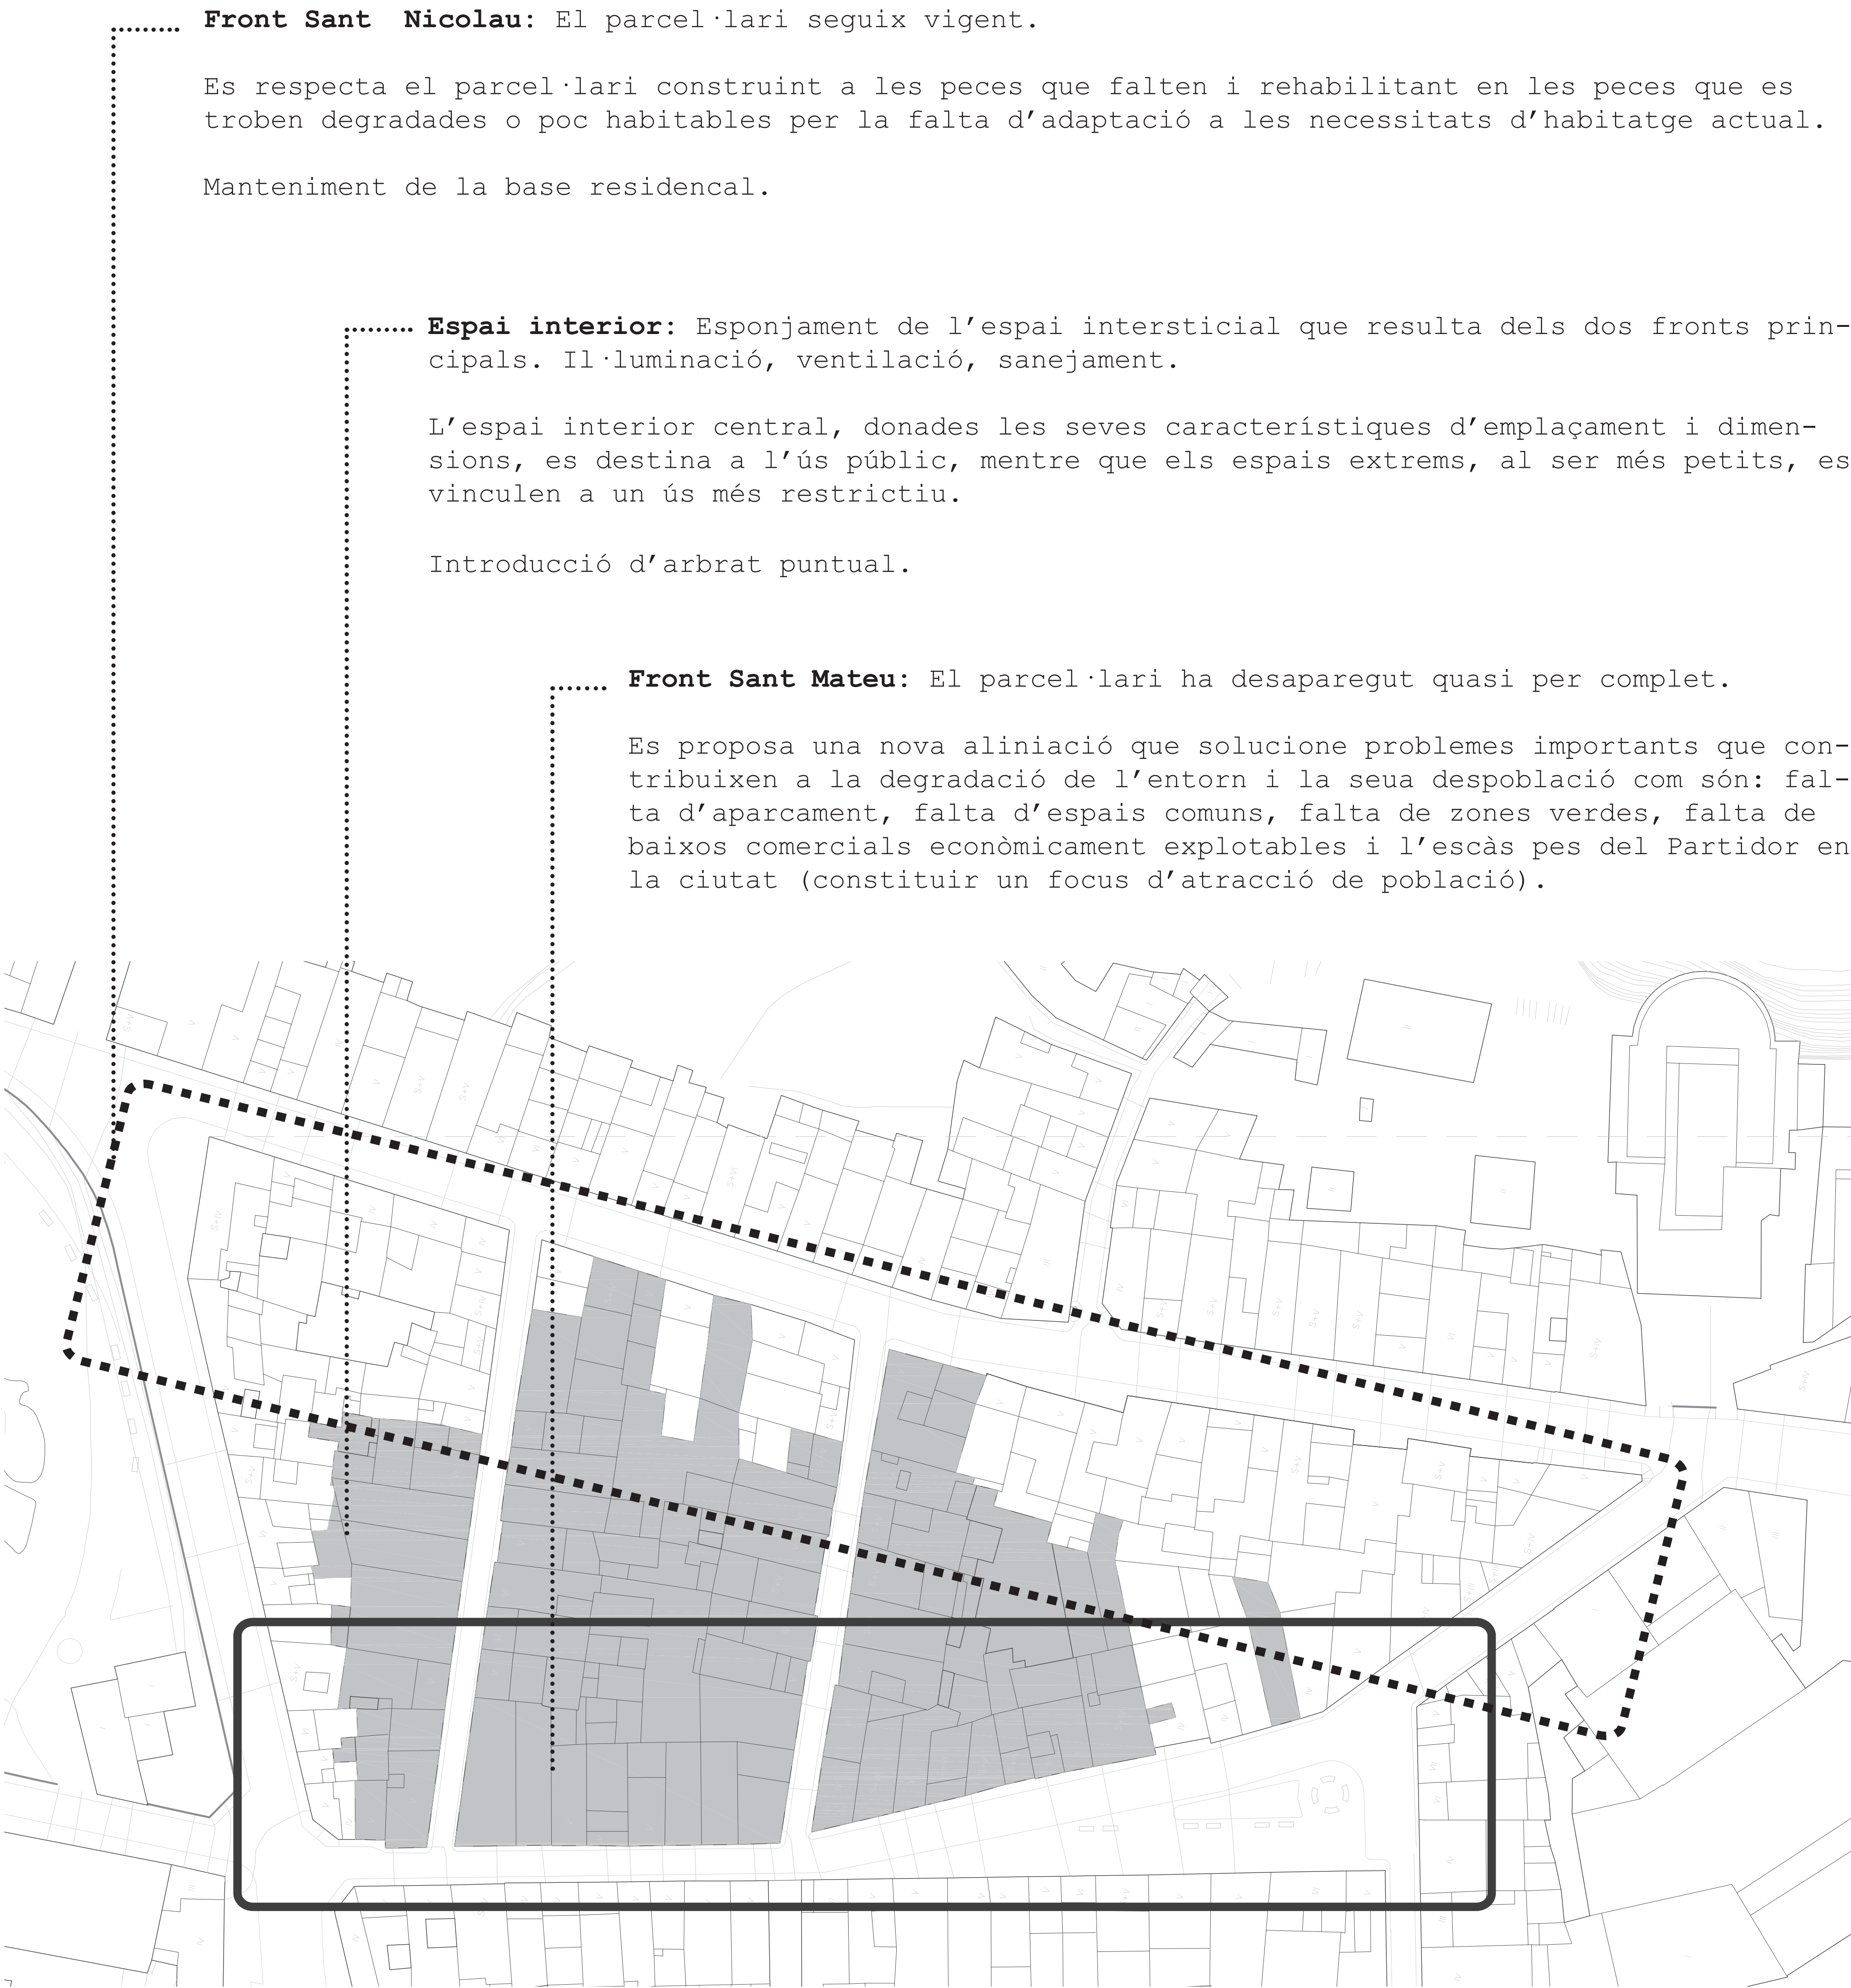 Front Sant Nicolau: El parcel·lari seguix vigent.
Es respecta el parcel·lari construint a les peces que falten i rehabilitant en les peces que es
troben degradades o poc habitables per la falta d’adaptació a les necessitats d’habitatge actual.
Manteniment de la base residencal.
Espai interior: Esponjament de l’espai intersticial que resulta dels dos fronts prin-
cipals. Il·luminació, ventilació, sanejament.
L’espai interior central, donades les seves característiques d’emplaçament i dimen-
sions, es destina a l’ús públic, mentre que els espais extrems, al ser més petits, es
vinculen a un ús més restrictiu.
Introducció d’arbrat puntual.
Front Sant Mateu: El parcel·lari ha desaparegut quasi per complet.
Es proposa una nova aliniació que solucione problemes importants que con-
tribuixen a la degradació de l’entorn i la seua despoblació com són: fal-
ta d’aparcament, falta d’espais comuns, falta de zones verdes, falta de
baixos comercials econòmicament explotables i l’escàs pes del Partidor en
la ciutat (constituir un focus d’atracció de població).